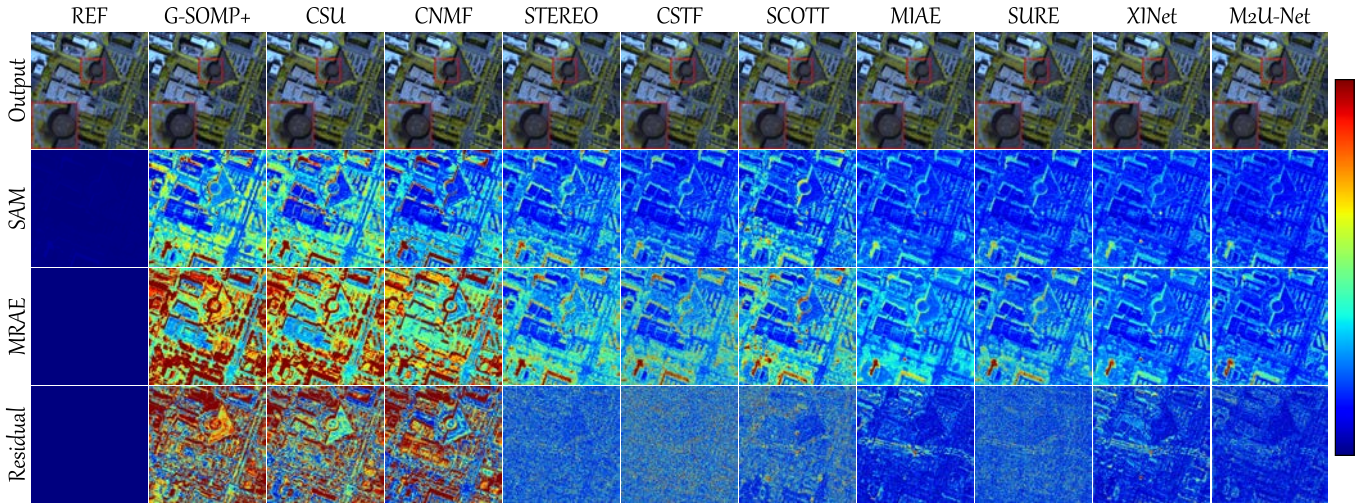 REF G-SOMP+ CSU CNMF STEREO CSTF SCOTT MIAE SURE XINet M2U-Net
Output
SAM
MRAE
Residual